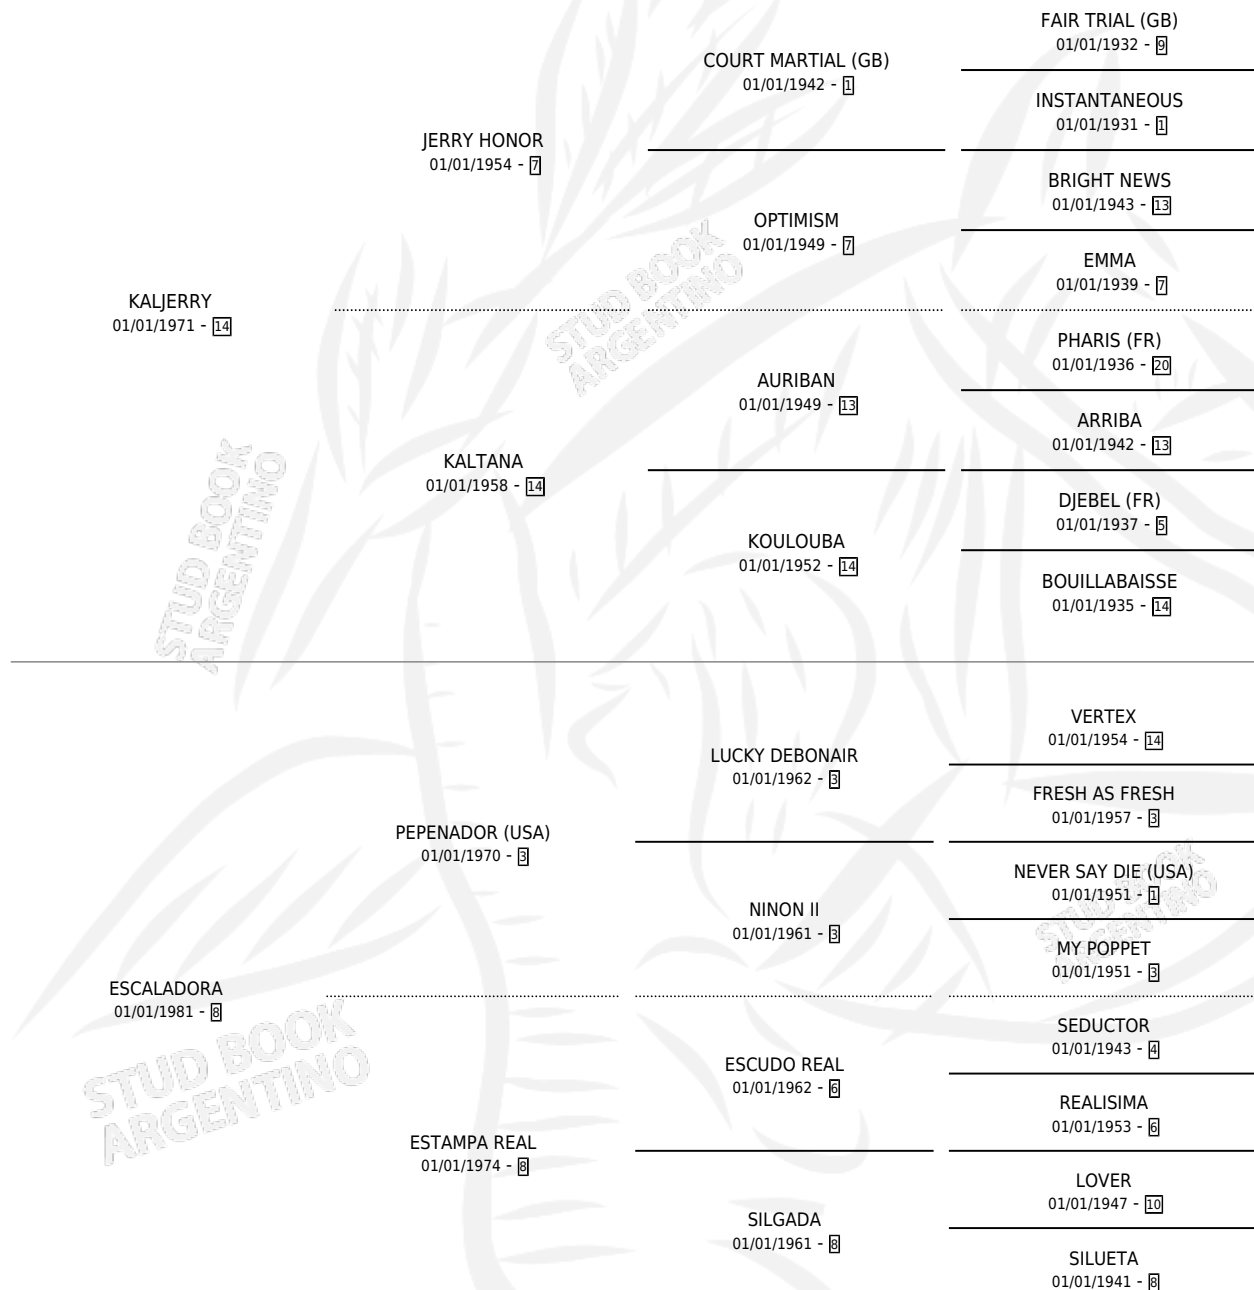 FAIR TRIAL (GB)
01/01/1932 - 9
COURT MARTIAL (GB)
01/01/1942 - 1
INSTANTANEOUS
01/01/1931 - 1
JERRY HONOR
01/01/1954 - 7
BRIGHT NEWS
01/01/1943 - 13
OPTIMISM
01/01/1949 - 7
EMMA
01/01/1939 - 7
KALJERRY
01/01/1971 - 14
PHARIS (FR)
01/01/1936 - 20
AURIBAN
01/01/1949 - 13
ARRIBA
01/01/1942 - 13
KALTANA
01/01/1958 - 14
DJEBEL (FR)
01/01/1937 - 5
KOULOUBA
01/01/1952 - 14
BOUILLABAISSE
01/01/1935 - 14
VERTEX
01/01/1954 - 14
LUCKY DEBONAIR
01/01/1962 - 3
FRESH AS FRESH
01/01/1957 - 3
PEPENADOR (USA)
01/01/1970 - 3
NEVER SAY DIE (USA)
01/01/1951 - 1
NINON II
01/01/1961 - 3
MY POPPET
01/01/1951 - 3
ESCALADORA
01/01/1981 - 8
SEDUCTOR
01/01/1943 - 4
ESCUDO REAL
01/01/1962 - 6
REALISIMA
01/01/1953 - 6
ESTAMPA REAL
01/01/1974 - 8
LOVER
01/01/1947 - 10
SILGADA
01/01/1961 - 8
SILUETA
01/01/1941 - 8
STUD BOOK
ARGENTINO
STUD BOOK
ARGENTINO
STUD BOOK
ARGENTINO
STUD BOOK
ARGENTINO